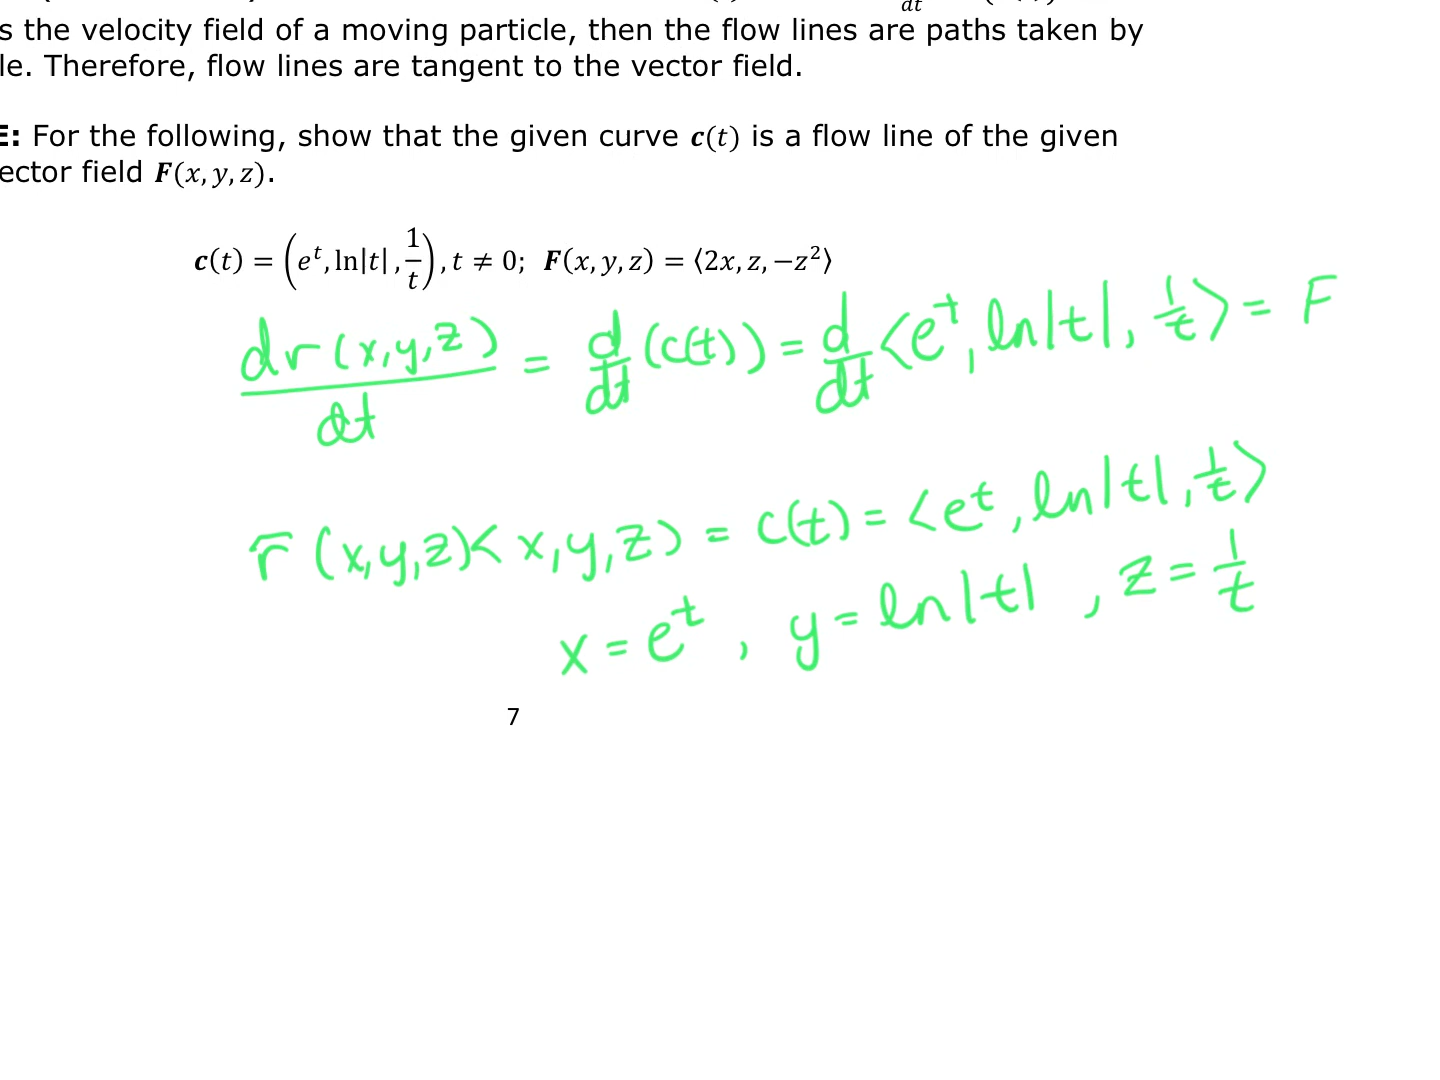 dt
s the velocity field of a moving particle, then the flow lines are paths taken by
le. Therefore, flow lines are tangent to the vector field.
E: For the following, show that the given curve c(t) is a flow line of the given
ector field F(x, y, z).
c(t) = (e^t, ln|t|, 1/t), t ≠ 0; F(x, y, z) = ⟨2x, z, −z²⟩
dr(x,y,z)/dt = d/dt (c(t)) = d/dt <e^t, ln|t|, 1/t> = F
r̄ (x,y,z)< x,y,z) = c(t) = <e^t, ln|t|, 1/t>
x = e^t , y = ln|t| , z = 1/t
7